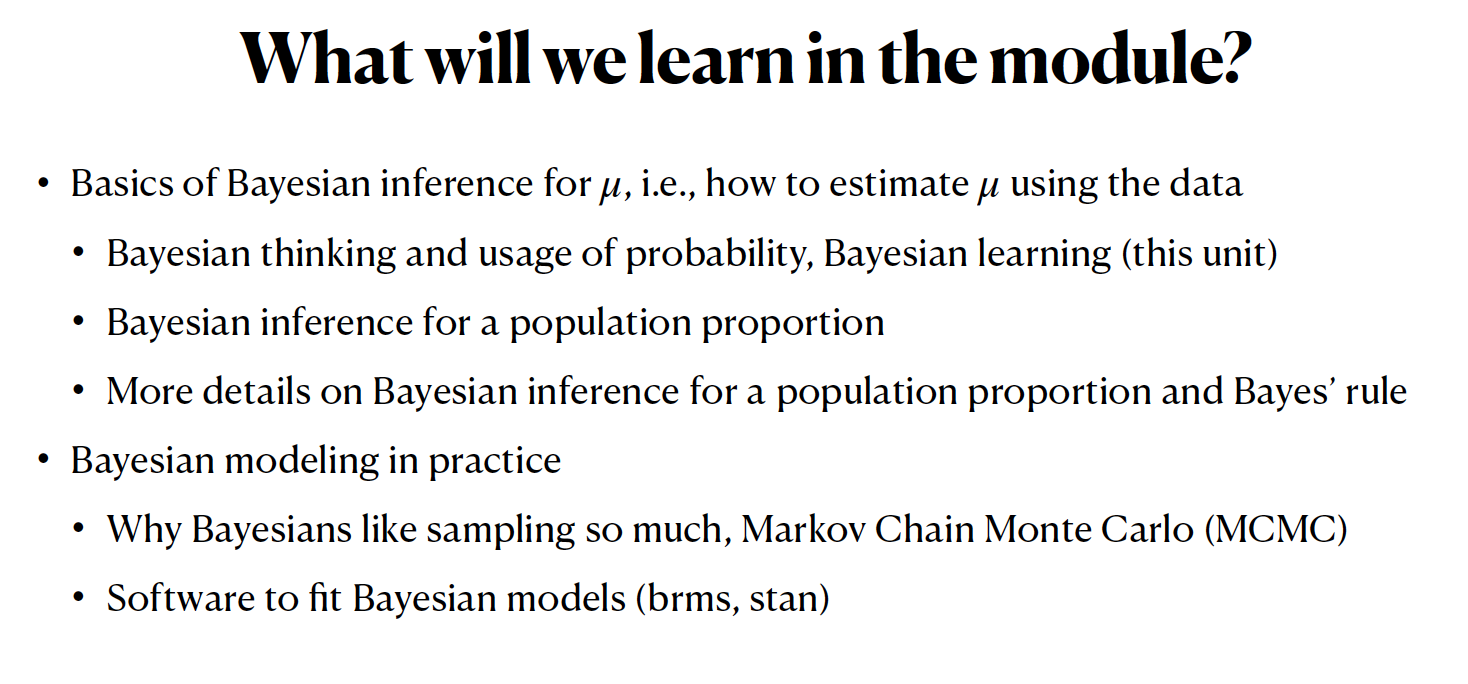 What will we learn in the module?
• Basics of Bayesian inference for μ, i.e., how to estimate μ using the data
• Bayesian thinking and usage of probability, Bayesian learning (this unit)
• Bayesian inference for a population proportion
• More details on Bayesian inference for a population proportion and Bayes’ rule
• Bayesian modeling in practice
• Why Bayesians like sampling so much, Markov Chain Monte Carlo (MCMC)
• Software to fit Bayesian models (brms, stan)